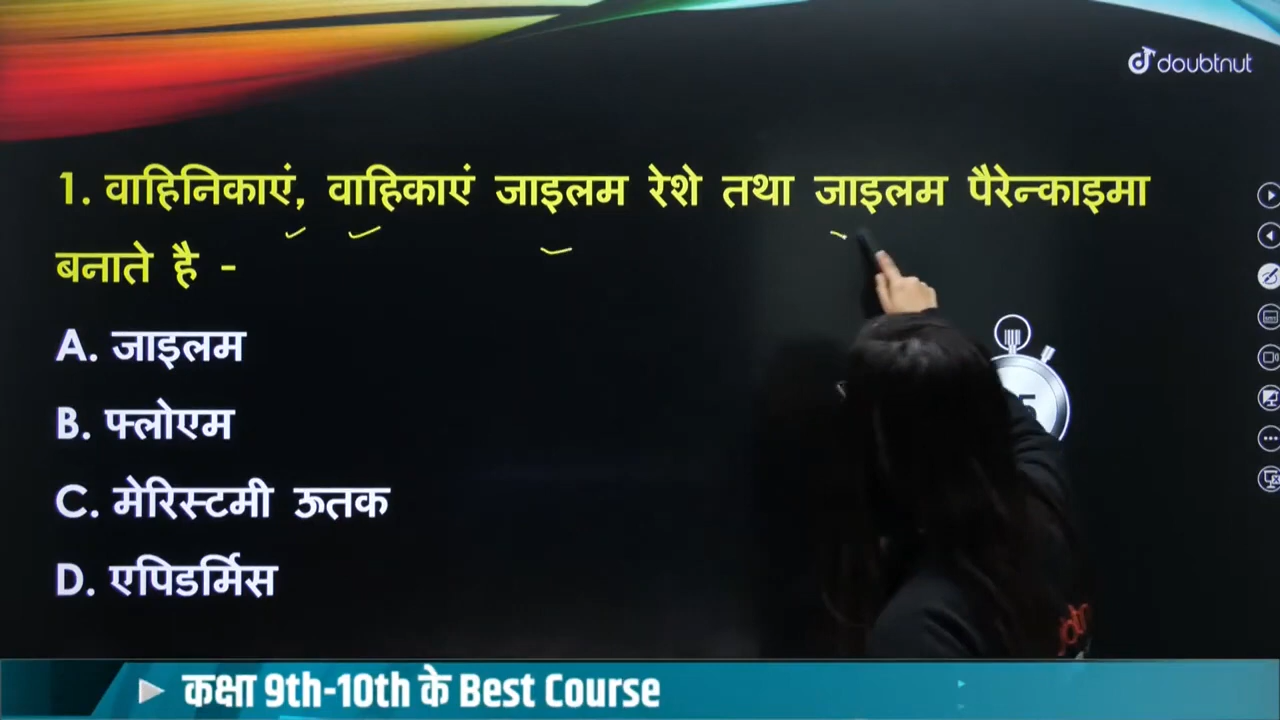 doubtnut
1. वाहिनिकाएं, वाहिकाएं जाइलम रेशे तथा जाइलम पैरेन्काइमा
बनाते है -
A. जाइलम
B. फ्लोएम
C. मेरिस्टमी ऊतक
D. एपिडर्मिस
कक्षा 9th-10th के Best Course